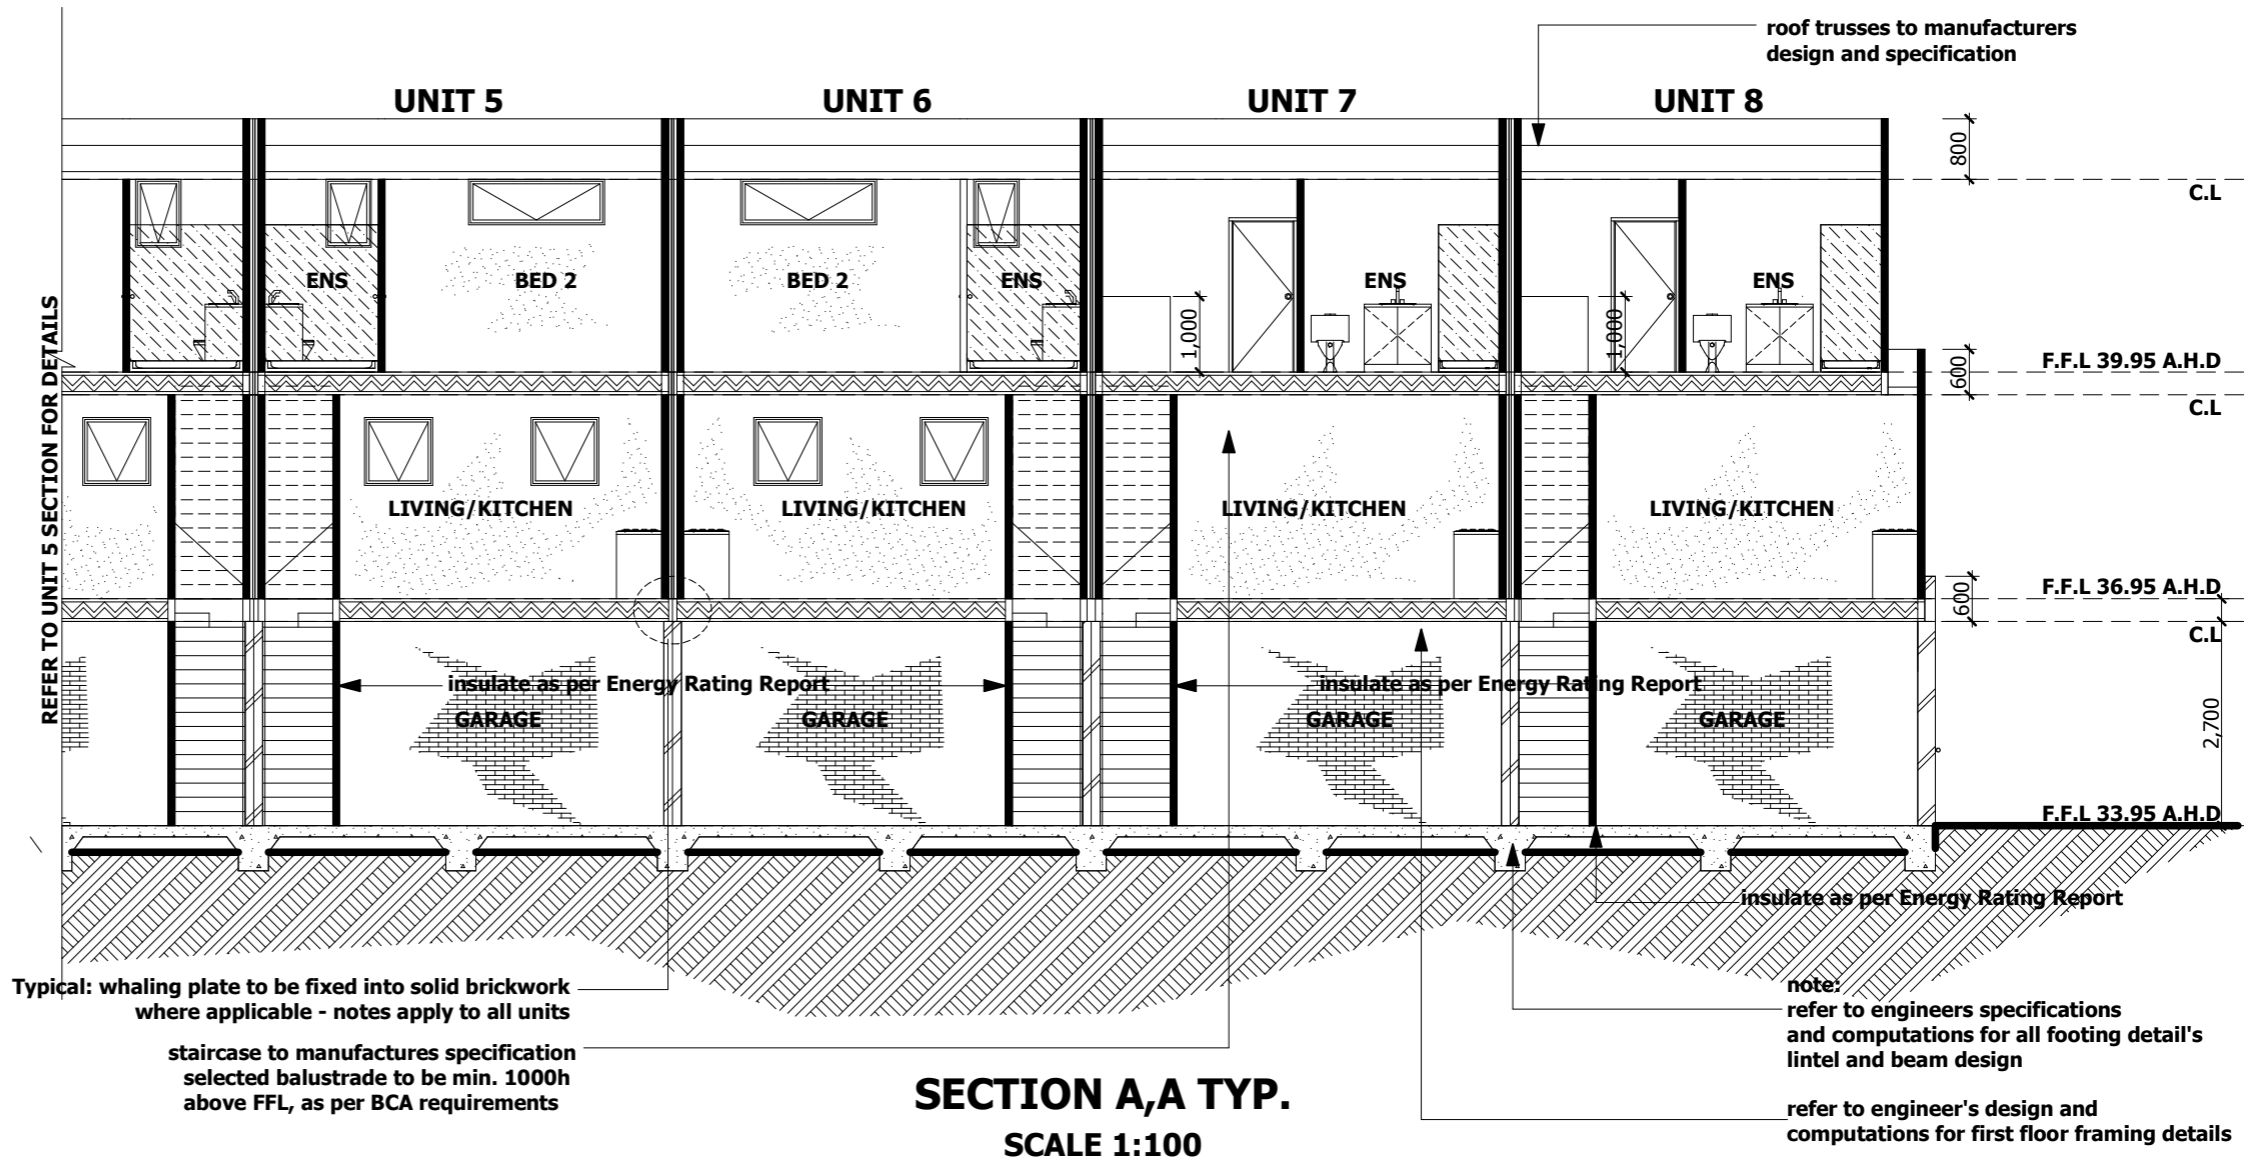 roof trusses to manufacturers
design and specification
UNIT 5
UNIT 6
UNIT 7
UNIT 8
800
C.L
ENS
BED 2
BED 2
ENS
ENS
ENS
1,000
1,000
REFER TO UNIT 5 SECTION FOR DETAILS
600
F.F.L 39.95 A.H.D
C.L
LIVING/KITCHEN
LIVING/KITCHEN
LIVING/KITCHEN
LIVING/KITCHEN
600
F.F.L 36.95 A.H.D
C.L
insulate as per Energy Rating Report
insulate as per Energy Rating Report
GARAGE
GARAGE
GARAGE
GARAGE
2,700
F.F.L 33.95 A.H.D
insulate as per Energy Rating Report
Typical: whaling plate to be fixed into solid brickwork
where applicable - notes apply to all units
note:
refer to engineers specifications
and computations for all footing detail's
lintel and beam design
staircase to manufactures specification
selected balustrade to be min. 1000h
above FFL, as per BCA requirements
SECTION A,A TYP.
SCALE 1:100
refer to engineer's design and
computations for first floor framing details